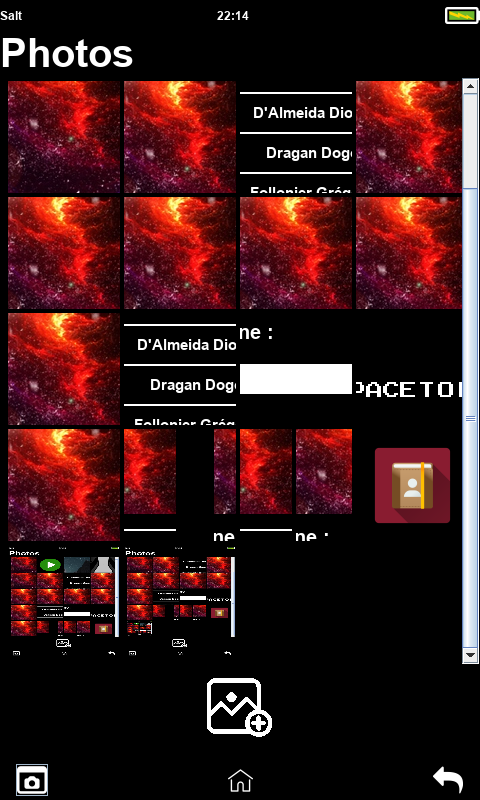 Salt
22:14
Photos
D'Almeida Dio
Dragan Dog
Follonier Grég
D'Almeida Dio
Dragan Dog
Follonier Grég
ne :
PACETO
ne
ne :
Photos
Photos